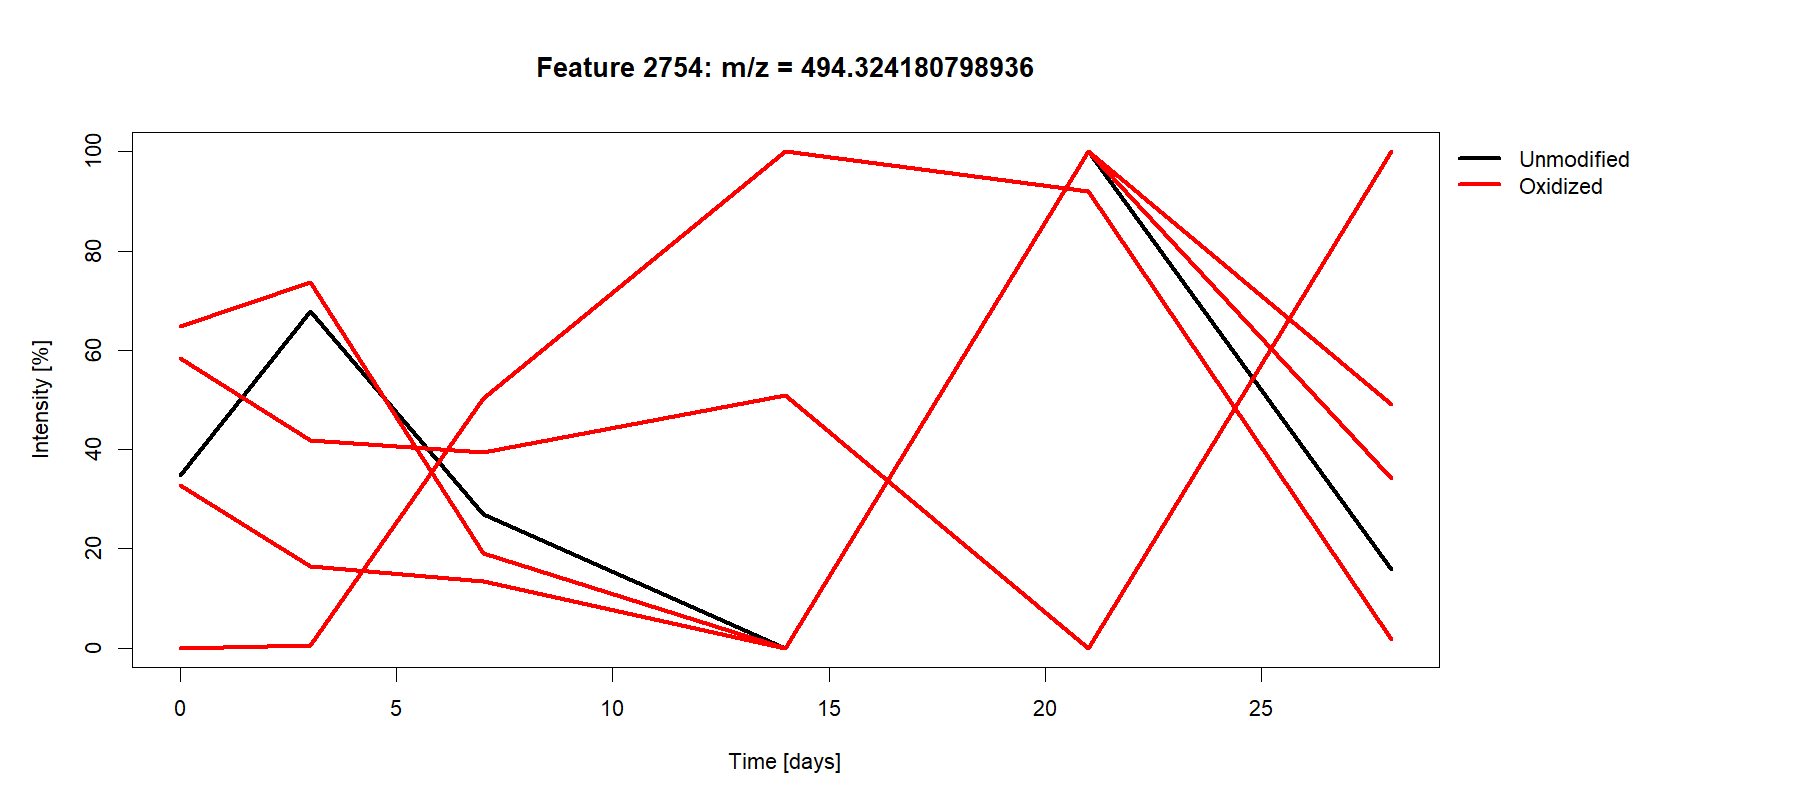 Feature 2754: m/z = 494.324180798936
Unmodified
Oxidized
Intensity [%]
100
80
60
40
20
0
0 5 10 15 20 25
Time [days]